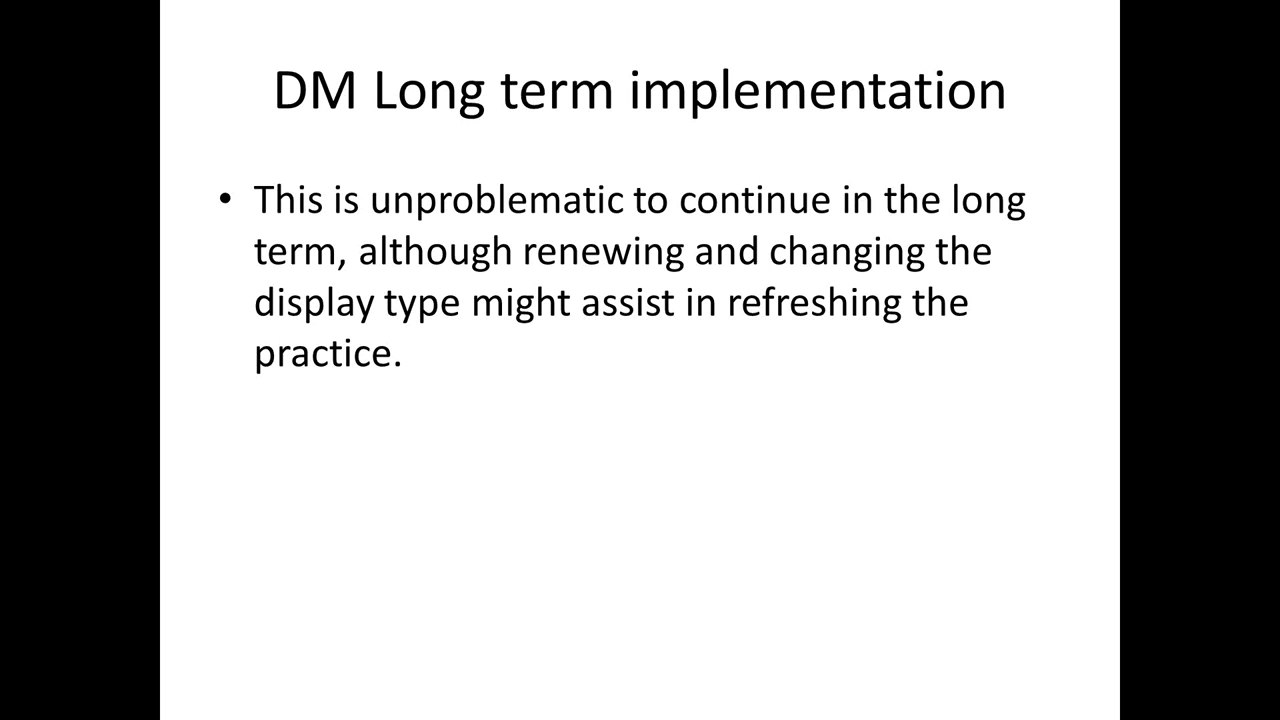 DM Long term implementation
• This is unproblematic to continue in the long
term, although renewing and changing the
display type might assist in refreshing the
practice.